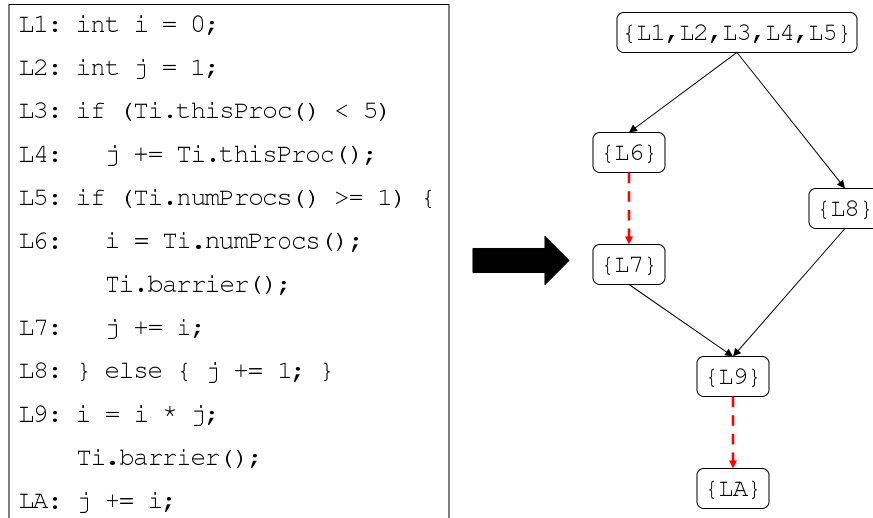 L1: int i = 0;
L2: int j = 1;
L3: if (Ti.thisProc() < 5)
L4:   j += Ti.thisProc();
L5: if (Ti.numProcs() >= 1) {
L6:   i = Ti.numProcs();
      Ti.barrier();
L7:   j += i;
L8: } else { j += 1; }
L9: i = i * j;
    Ti.barrier();
LA: j += i;
{L1,L2,L3,L4,L5}
{L6}
{L8}
{L7}
{L9}
{LA}